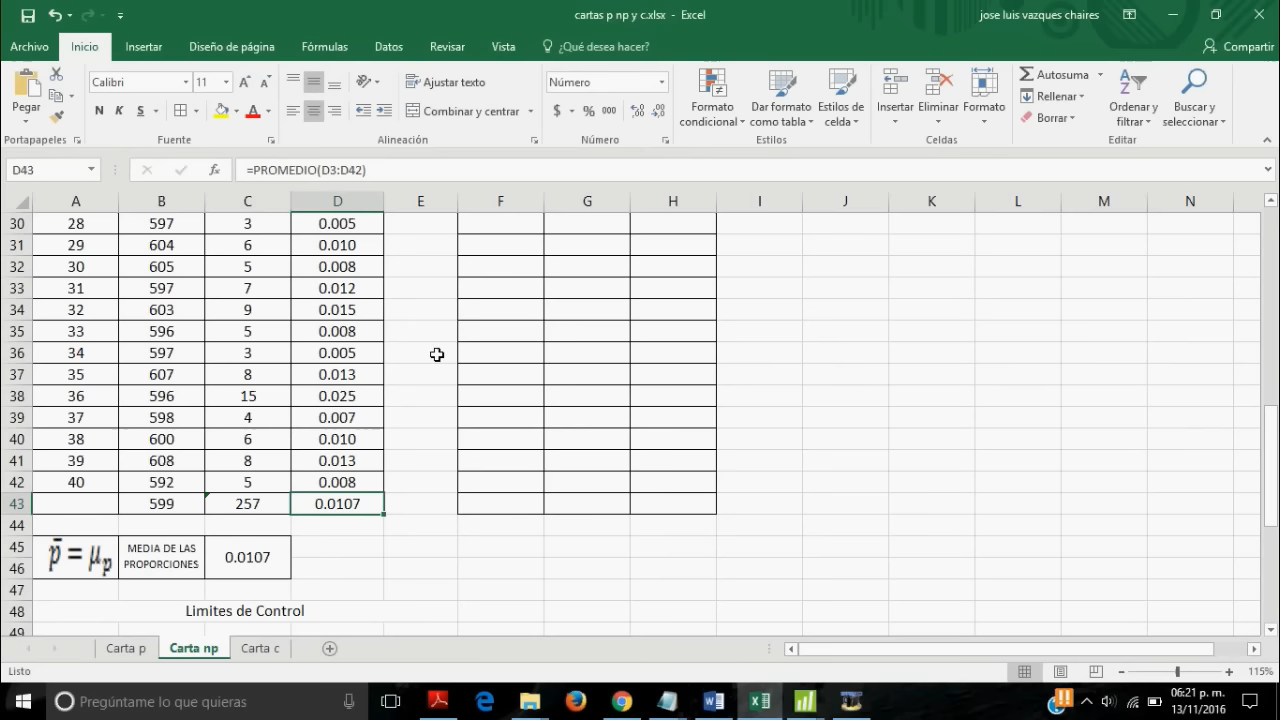 cartas p np y c.xlsx - Excel
jose luis vazques chaires
Archivo Inicio Insertar Diseño de página Fórmulas Datos Revisar Vista ¿Qué desea hacer? Compartir
Calibri 11 Ajustar texto Número Autosuma
Pegar N K S Combinar y centrar $ % 000 Formato condicional Dar formato como tabla Estilos de celda Insertar Eliminar Formato Rellenar Borrar Ordenar y filtrar Buscar y seleccionar
Portapapeles Fuente Alineación Número Estilos Celdas Editar
D43 fx =PROMEDIO(D3:D42)
A B C D E F G H I J K L M N
30 28 597 3 0.005
31 29 604 6 0.010
32 30 605 5 0.008
33 31 597 7 0.012
34 32 603 9 0.015
35 33 596 5 0.008
36 34 597 3 0.005
37 35 607 8 0.013
38 36 596 15 0.025
39 37 598 4 0.007
40 38 600 6 0.010
41 39 608 8 0.013
42 40 592 5 0.008
43 599 257 0.0107
44
45 p̄ = μp MEDIA DE LAS PROPORCIONES 0.0107
46
47
48 Limites de Control
49
Carta p Carta np Carta c
Listo 115%
Pregúntame lo que quieras 06:21 p. m.
13/11/2016